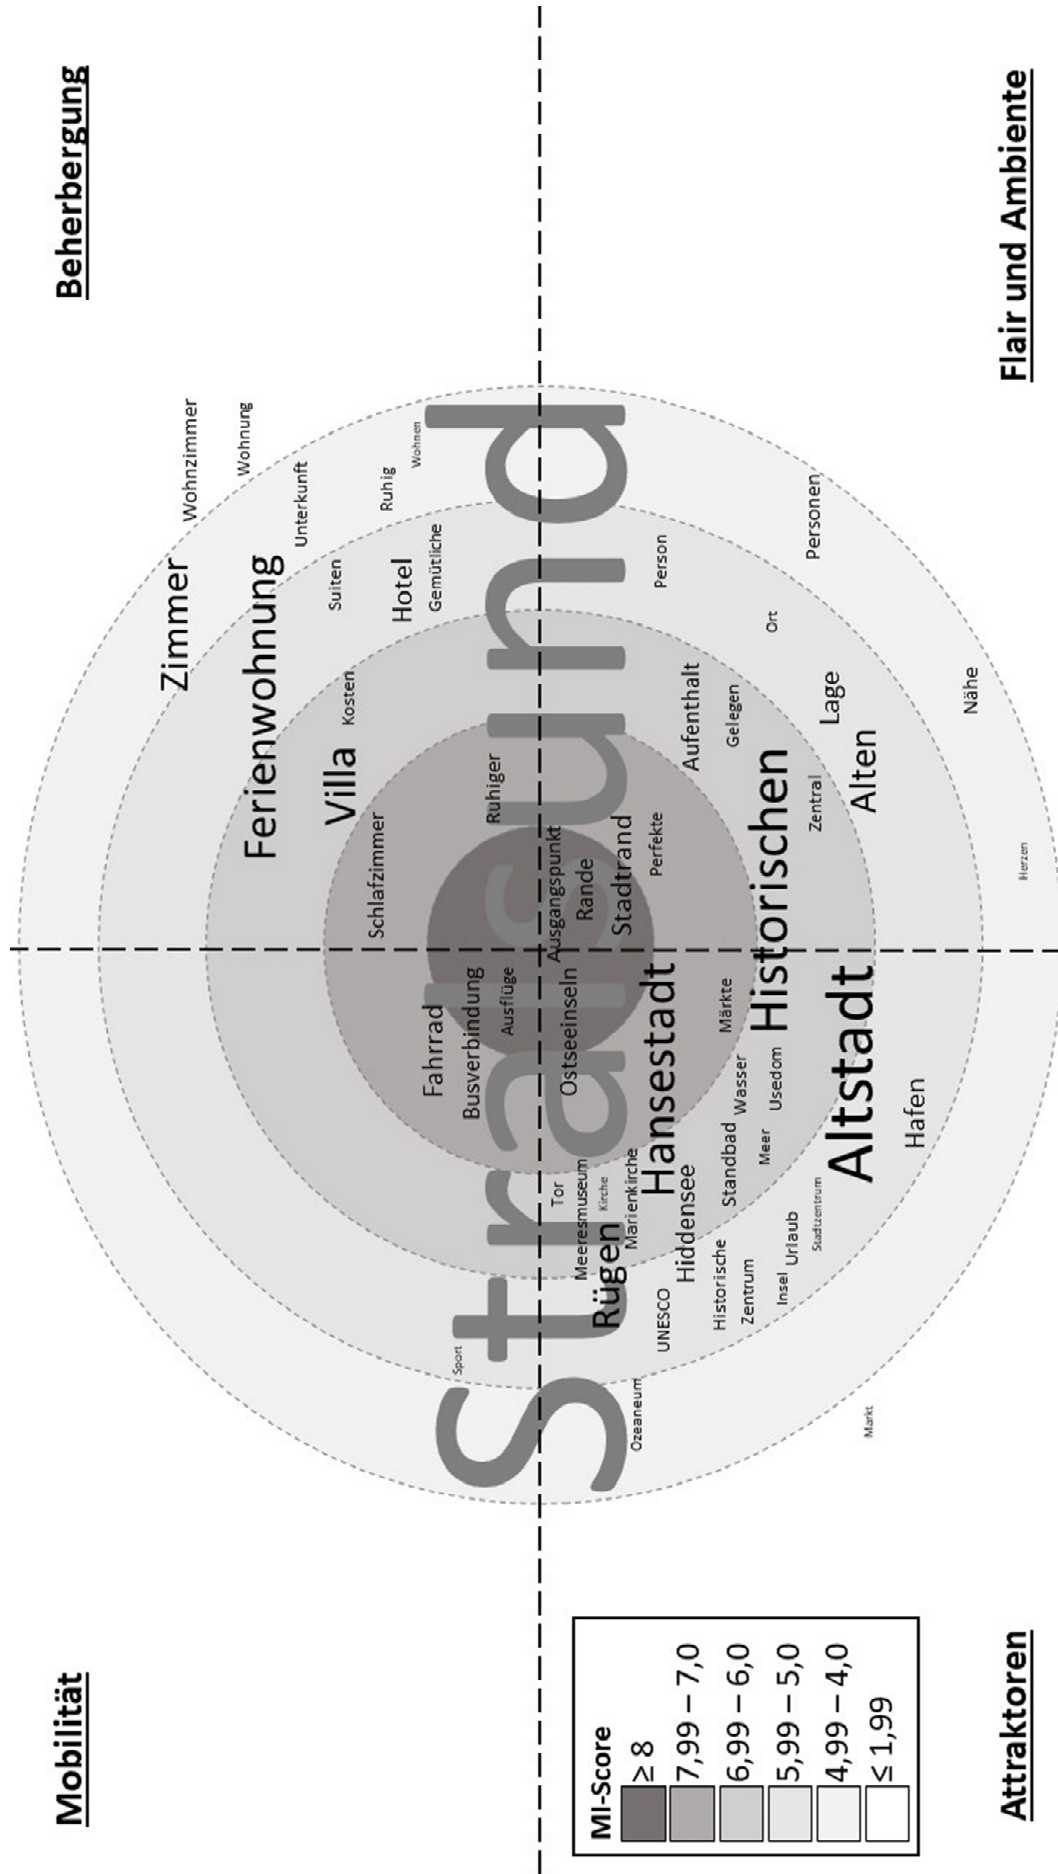 Mobilität
Beherbergung
Zimmer
Wohnzimmer
Ferienwohnung
Wohnung
Unterkunft
Villa
Kosten
Suiten
Schlafzimmer
Hotel
Ruhig
Gemütliche
Wohnen
Fahrrad
Busverbindung
Ausflüge
Sport
Ruhiger
Stralsund
Tor
Ostseeinseln
Ausgangspunkt
Meeresmuseum
Kirche
Rande
Rügen
Marienkirche
Stadtrand
Ozeaneum
Hansestadt
Perfekte
Person
UNESCO
Hiddensee
Aufenthalt
Historische
Standbad
Märkte
Wasser
Gelegen
Zentrum
Meer
Usedom
Historischen
Ort
Insel
Urlaub
Stadtzentrum
Zentral
Lage
Personen
Altstadt
Alten
Markt
Hafen
Nähe
Herzen
MI-Score
≥ 8
7,99 – 7,0
6,99 – 6,0
5,99 – 5,0
4,99 – 4,0
≤ 1,99
Attraktoren
Flair und Ambiente